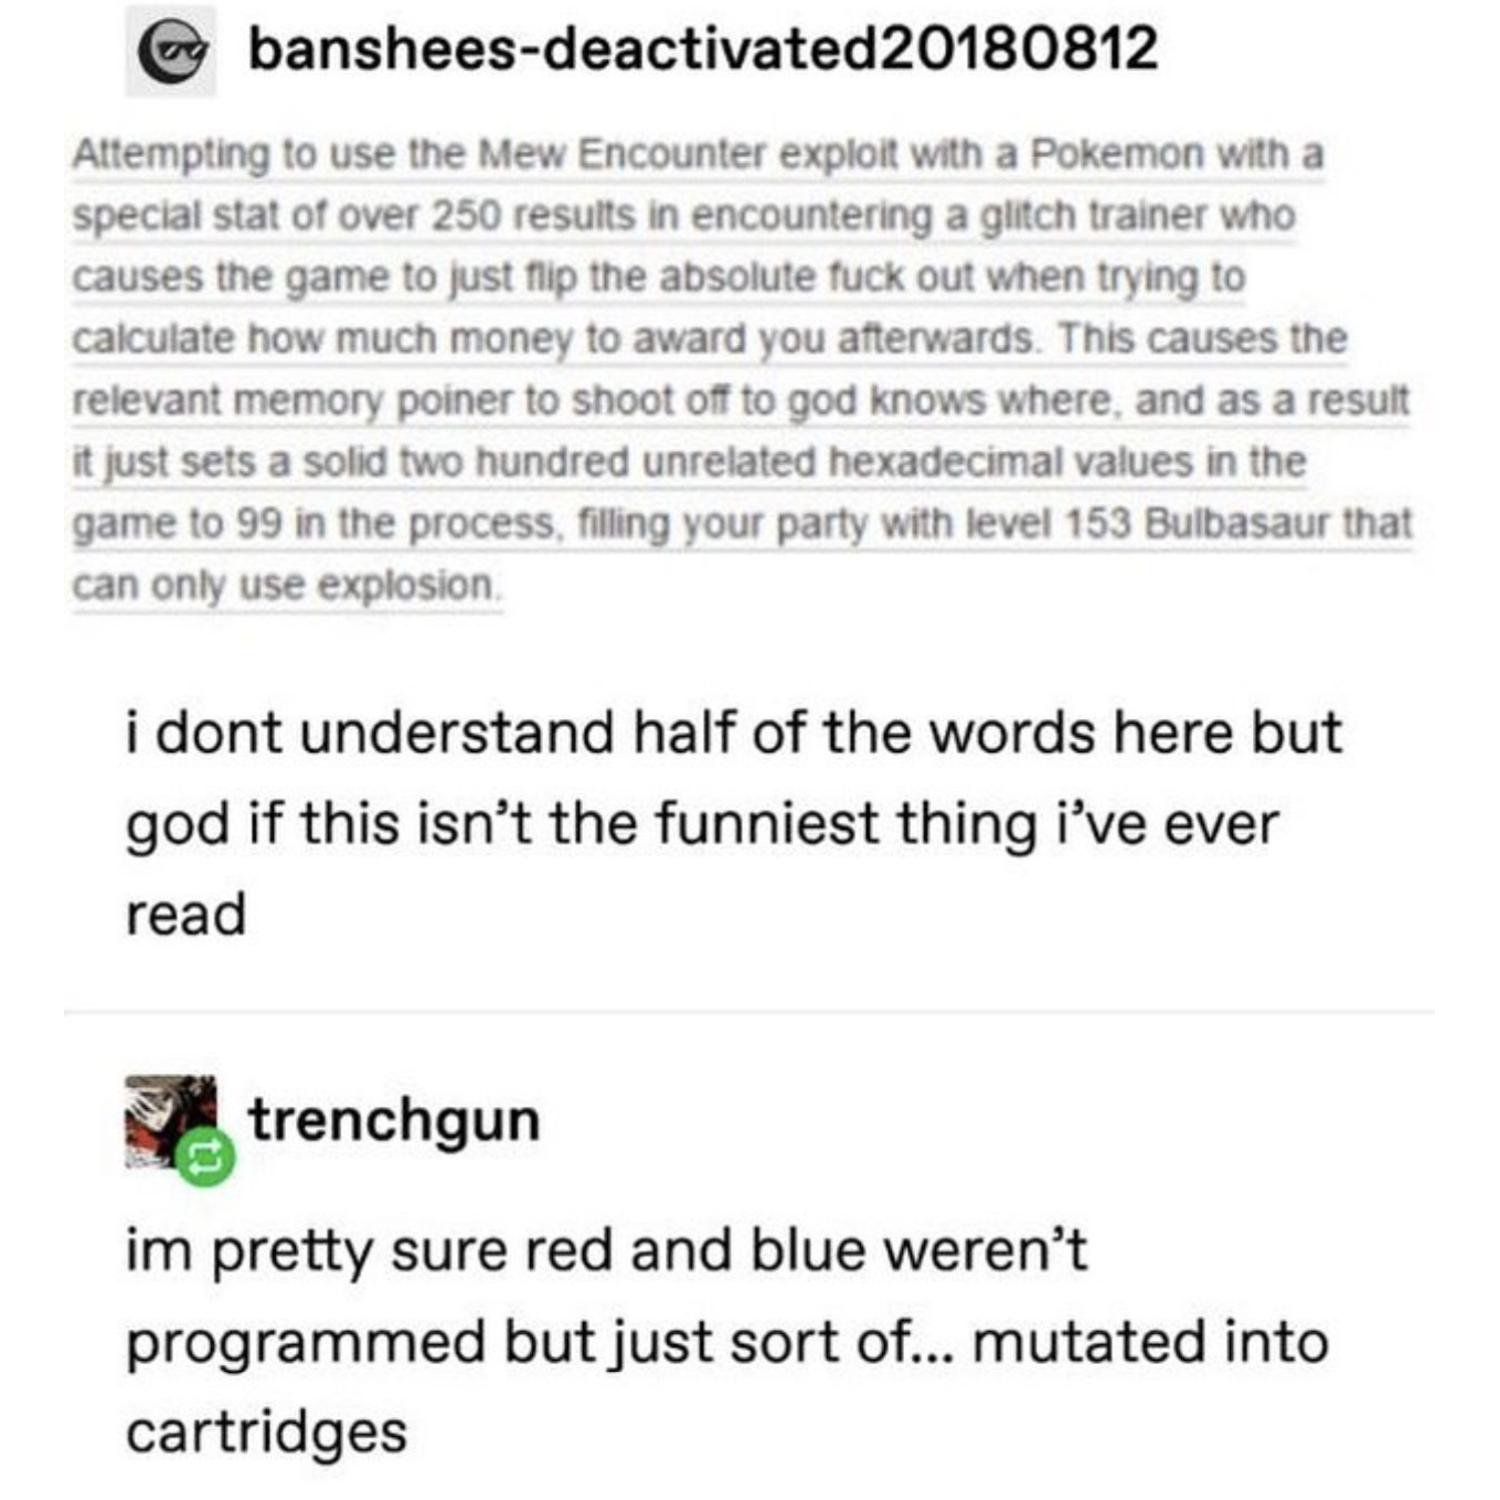 banshees-deactivated20180812
Attempting to use the Mew Encounter exploit with a Pokemon with a
special stat of over 250 results in encountering a glitch trainer who
causes the game to just flip the absolute fuck out when trying to
calculate how much money to award you afterwards. This causes the
relevant memory poiner to shoot off to god knows where, and as a result
it just sets a solid two hundred unrelated hexadecimal values in the
game to 99 in the process, filling your party with level 153 Bulbasaur that
can only use explosion.
i dont understand half of the words here but
god if this isn’t the funniest thing i’ve ever
read
trenchgun
im pretty sure red and blue weren’t
programmed but just sort of... mutated into
cartridges